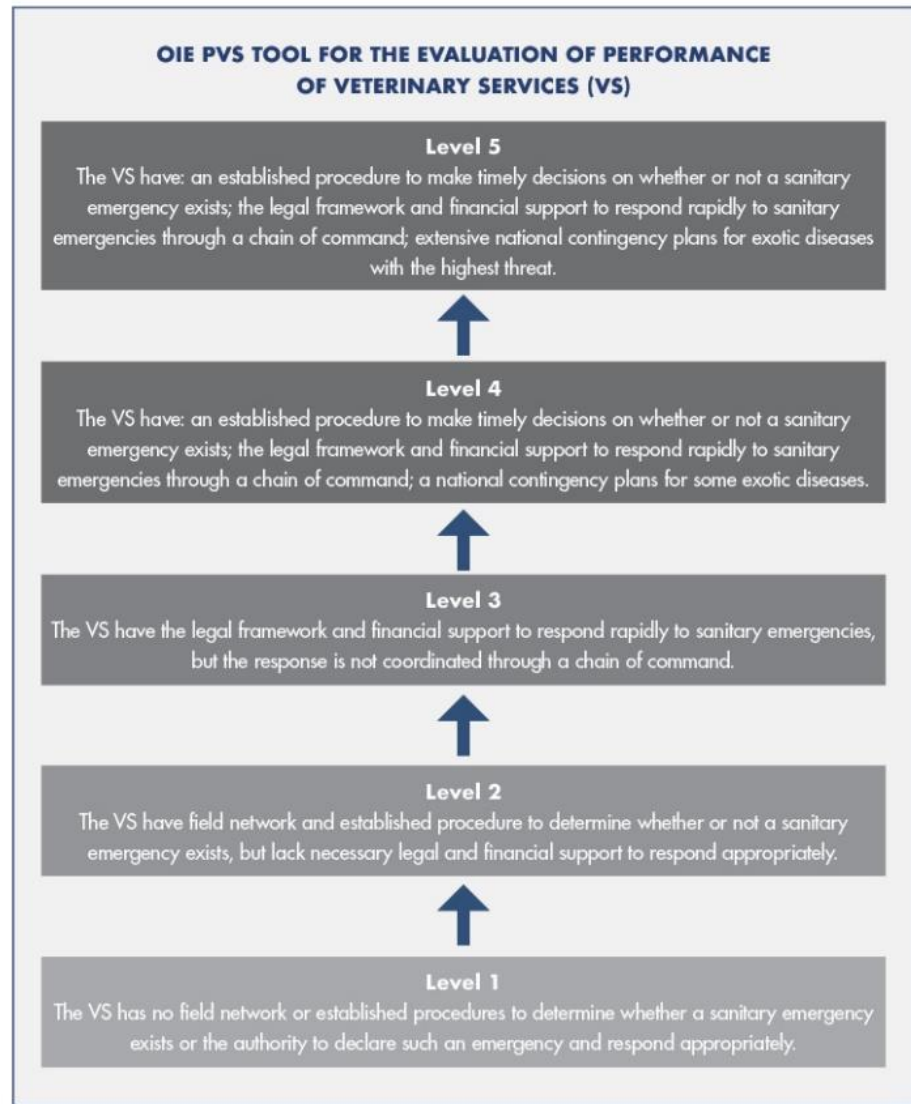 OIE PVS TOOL FOR THE EVALUATION OF PERFORMANCE
OF VETERINARY SERVICES (VS)
Level 5
The VS have: an established procedure to make timely decisions on whether or not a sanitary
emergency exists; the legal framework and financial support to respond rapidly to sanitary
emergencies through a chain of command; extensive national contingency plans for exotic diseases
with the highest threat.
Level 4
The VS have: an established procedure to make timely decisions on whether or not a sanitary
emergency exists; the legal framework and financial support to respond rapidly to sanitary
emergencies through a chain of command; a national contingency plans for some exotic diseases.
Level 3
The VS have the legal framework and financial support to respond rapidly to sanitary emergencies,
but the response is not coordinated through a chain of command.
Level 2
The VS have field network and established procedure to determine whether or not a sanitary
emergency exists, but lack necessary legal and financial support to respond appropriately.
Level 1
The VS has no field network or established procedures to determine whether a sanitary emergency
exists or the authority to declare such an emergency and respond appropriately.